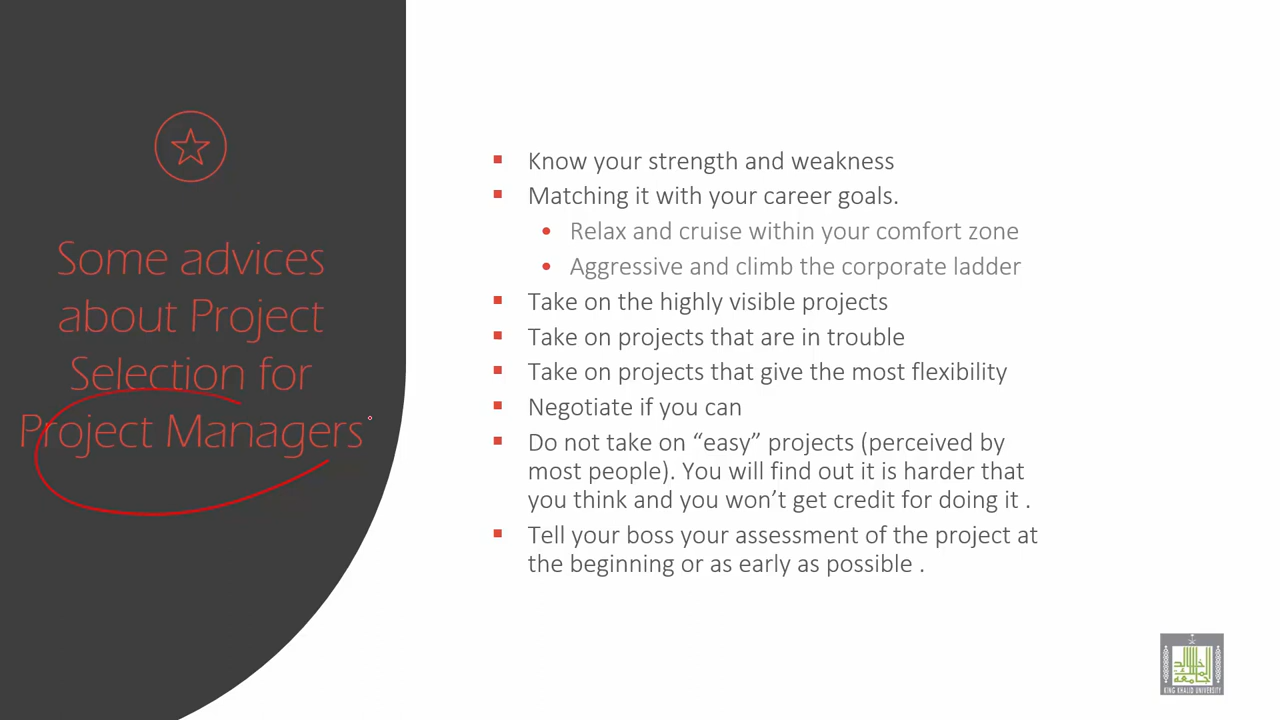 Some advices
about Project
Selection for
Project Managers
Know your strength and weakness
Matching it with your career goals.
Relax and cruise within your comfort zone
Aggressive and climb the corporate ladder
Take on the highly visible projects
Take on projects that are in trouble
Take on projects that give the most flexibility
Negotiate if you can
Do not take on “easy” projects (perceived by
most people). You will find out it is harder that
you think and you won’t get credit for doing it .
Tell your boss your assessment of the project at
the beginning or as early as possible .
KING KHALID UNIVERSITY